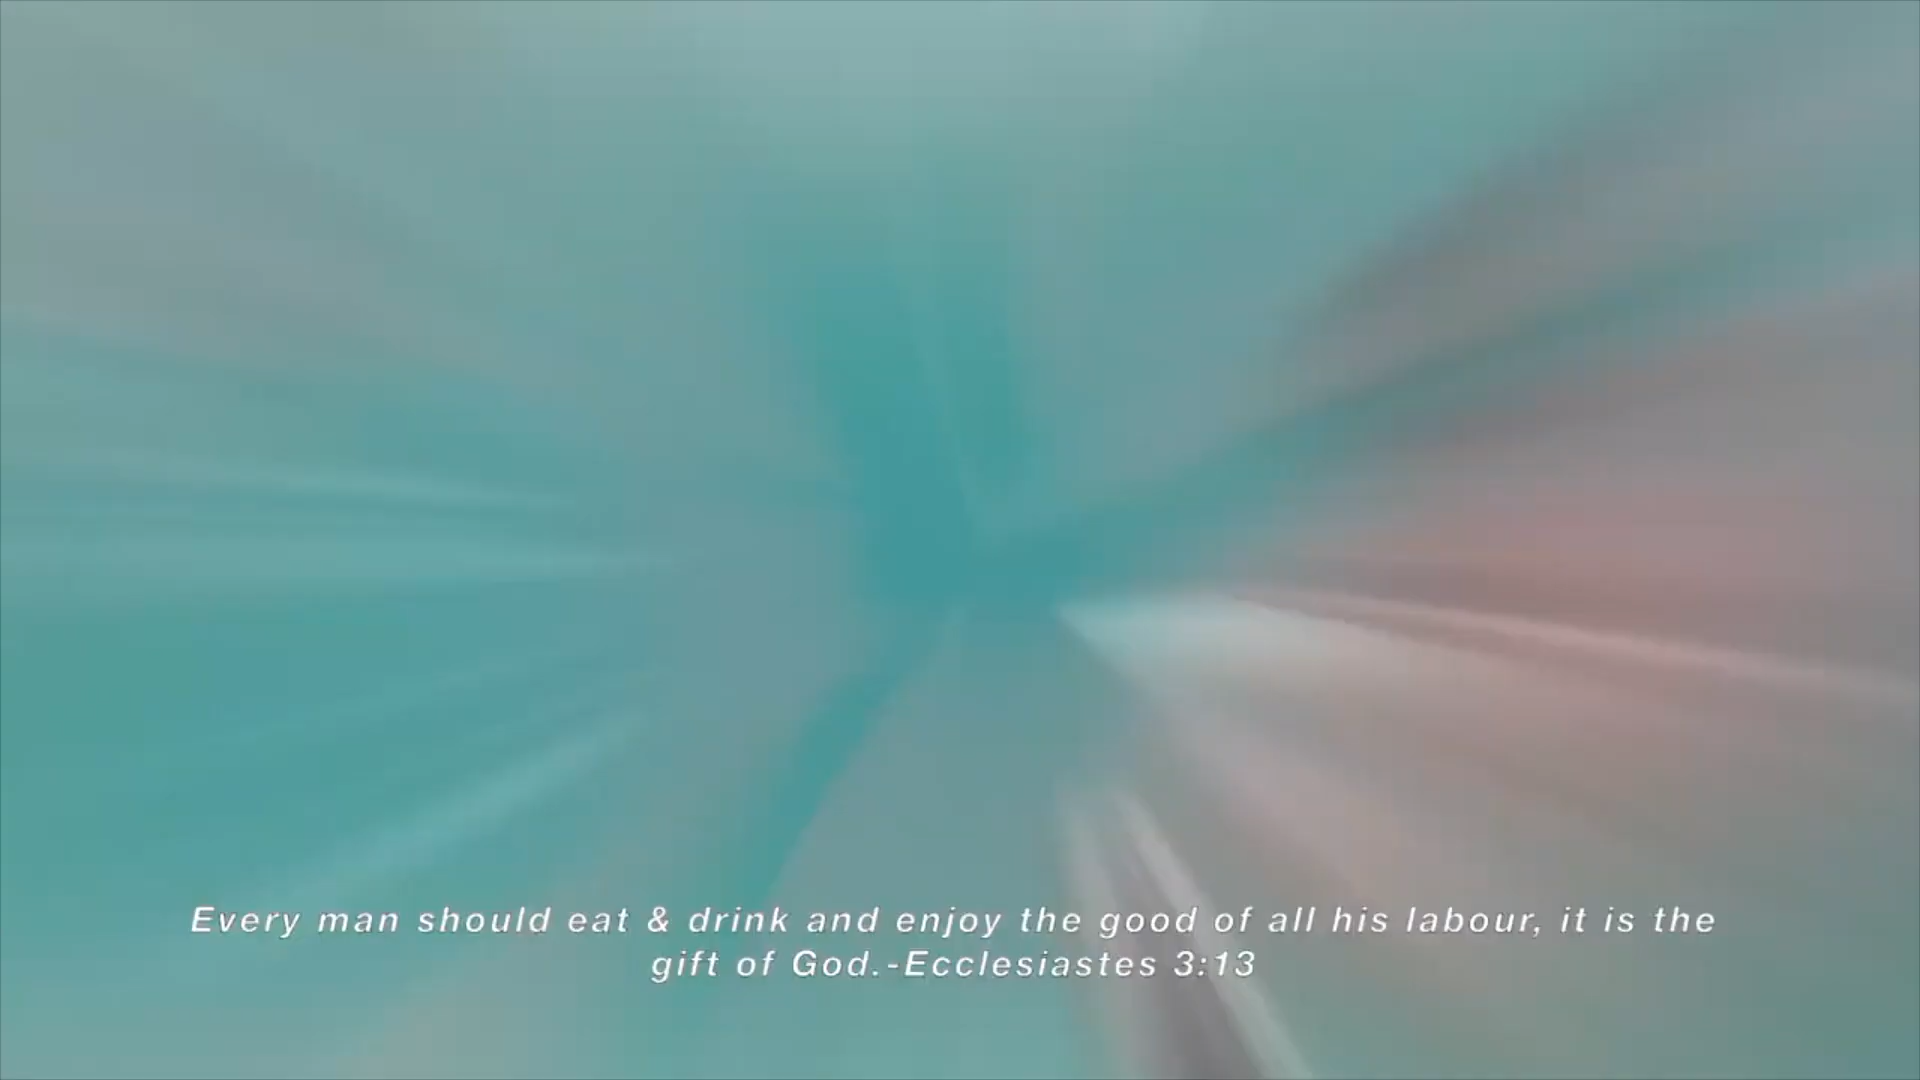 Every man should eat & drink and enjoy the good of all his labour, it is the
gift of God.-Ecclesiastes 3:13